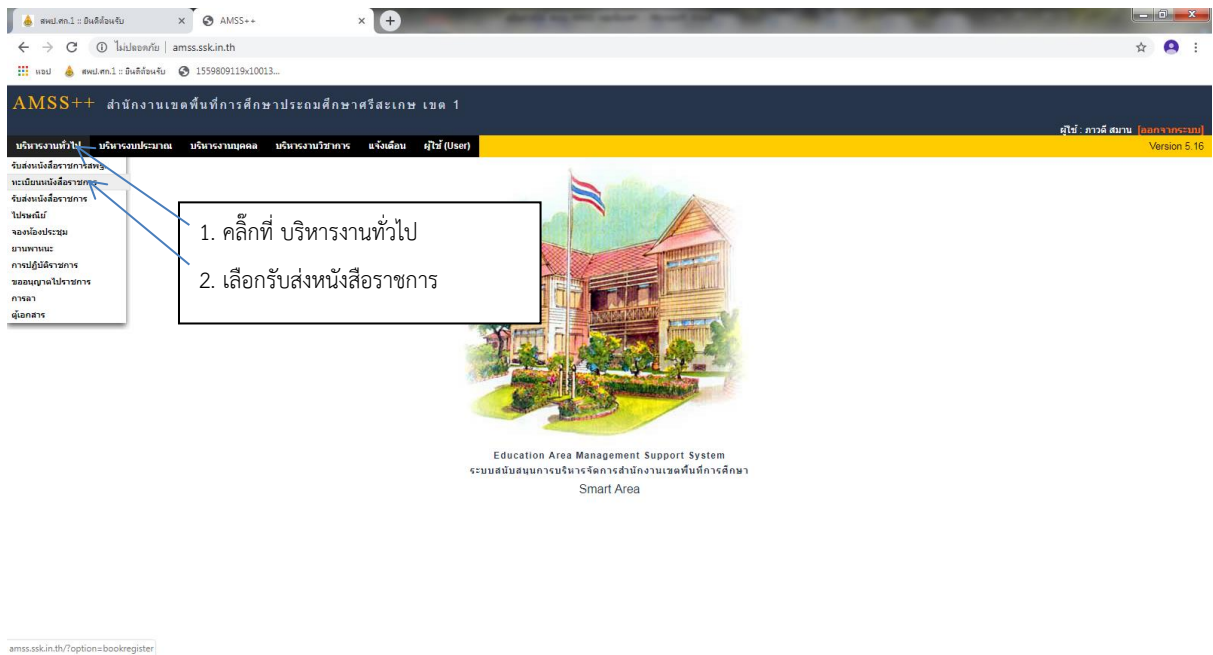 สพป.ศก.1 :: ยินดีต้อนรับ
AMSS++
ไม่ปลอดภัย | amss.ssk.in.th
แอป สพป.ศก.1 :: ยินดีต้อนรับ 1559809119x10013...
AMSS++ สำนักงานเขตพื้นที่การศึกษาประถมศึกษาศรีสะเกษ เขต 1
ผู้ใช้ : ภาวดี สมาน [ออกจากระบบ]
บริหารงานทั่วไป บริหารงบประมาณ บริหารงานบุคคล บริหารงานวิชาการ แจ้งเตือน ผู้ใช้ (User) Version 5.16
รับส่งหนังสือราชการสพฐ
ทะเบียนหนังสือราชการ
รับส่งหนังสือราชการ
ไปรษณีย์
จองห้องประชุม
ยานพาหนะ
การปฏิบัติราชการ
ขออนุญาตไปราชการ
การลา
ตู้เอกสาร
1. คลิ๊กที่ บริหารงานทั่วไป
2. เลือกรับส่งหนังสือราชการ
Education Area Management Support System
ระบบสนับสนุนการบริหารจัดการสำนักงานเขตพื้นที่การศึกษา
Smart Area
amss.ssk.in.th/?option=bookregister